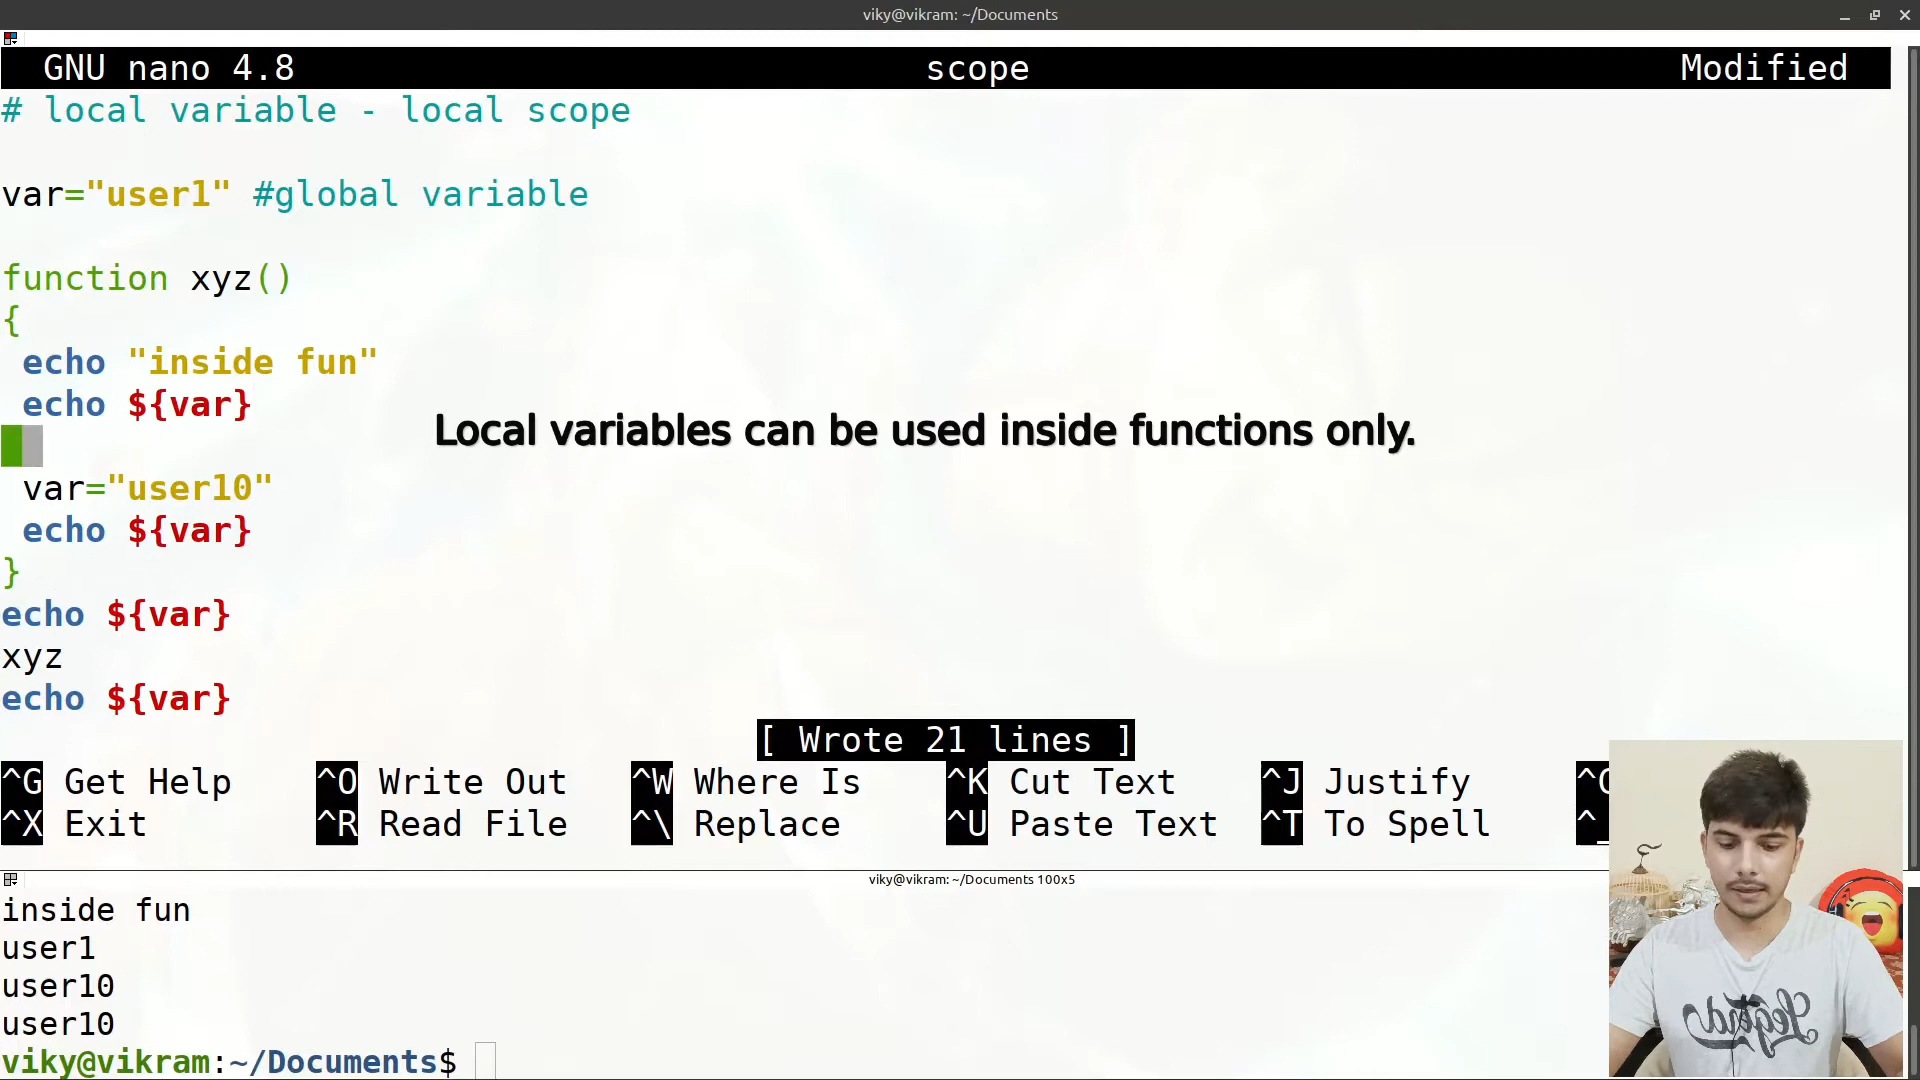 viky@vikram: ~/Documents
GNU nano 4.8 scope Modified
# local variable - local scope
var="user1" #global variable
function xyz()
{
echo "inside fun"
echo ${var}
Local variables can be used inside functions only.
var="user10"
echo ${var}
}
echo ${var}
xyz
echo ${var}
[ Wrote 21 lines ]
^G Get Help ^O Write Out ^W Where Is ^K Cut Text ^J Justify
^X Exit ^R Read File ^\ Replace ^U Paste Text ^T To Spell ^_
viky@vikram: ~/Documents 100x5
inside fun
user1
user10
user10
viky@vikram:~/Documents$